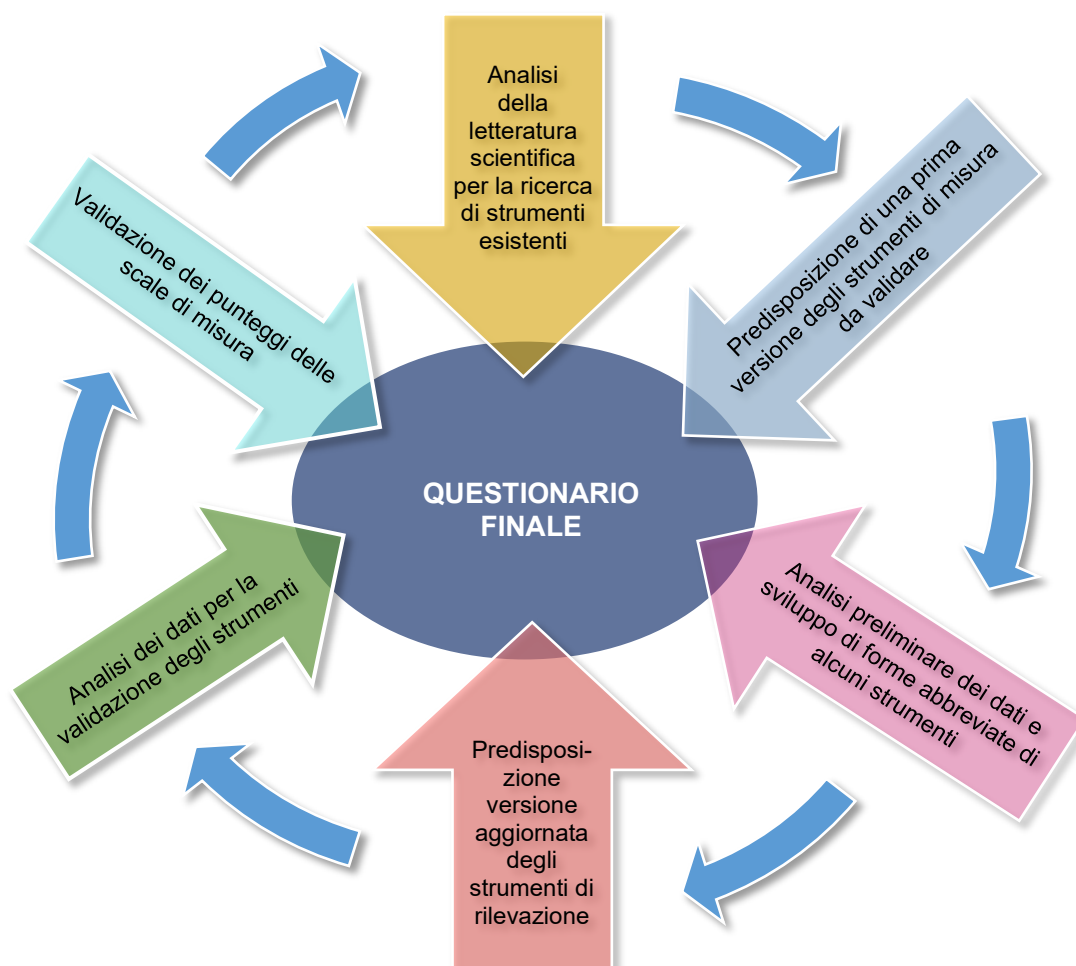 Analisi
della
letteratura
scientifica
per la ricerca
di strumenti
esistenti
Predisposizione di una prima
versione degli strumenti di misura
da validare
Analisi preliminare dei dati e
sviluppo di forme abbreviate di
alcuni strumenti
Predisposi-
zione
versione
aggiornata
degli
strumenti di
rilevazione
Analisi dei dati per la
validazione degli strumenti
Validazione dei punteggi delle
scale di misura
QUESTIONARIO
FINALE